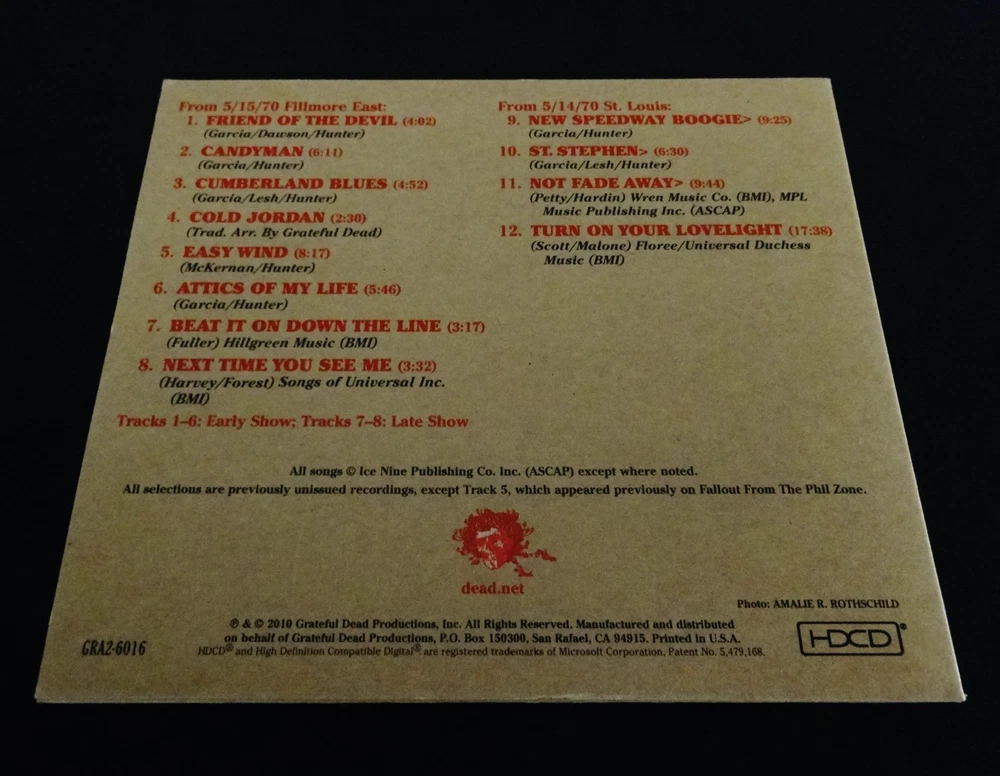 From 5/15/70 Fillmore East:
1. FRIEND OF THE DEVIL (4:02)
(Garcia/Dawson/Hunter)
2. CANDYMAN (6:11)
(Garcia/Hunter)
3. CUMBERLAND BLUES (4:52)
(Garcia/Lesh/Hunter)
4. COLD JORDAN (2:30)
(Trad. Arr. By Grateful Dead)
5. EASY WIND (8:17)
(McKernan/Hunter)
6. ATTICS OF MY LIFE (5:46)
(Garcia/Hunter)
7. BEAT IT ON DOWN THE LINE (3:17)
(Fuller) Hillgreen Music (BMI)
8. NEXT TIME YOU SEE ME (3:32)
(Harvey/Forest) Songs of Universal Inc.
(BMI)
Tracks 1–6: Early Show; Tracks 7–8: Late Show
From 5/14/70 St. Louis:
9. NEW SPEEDWAY BOOGIE> (9:25)
(Garcia/Hunter)
10. ST. STEPHEN> (6:30)
(Garcia/Lesh/Hunter)
11. NOT FADE AWAY> (9:44)
(Petty/Hardin) Wren Music Co. (BMI), MPL
Music Publishing Inc. (ASCAP)
12. TURN ON YOUR LOVELIGHT (17:38)
(Scott/Malone) Floree/Universal Duchess
Music (BMI)
All songs © Ice Nine Publishing Co. Inc. (ASCAP) except where noted.
All selections are previously unissued recordings, except Track 5, which appeared previously on Fallout From The Phil Zone.
dead.net
Photo: AMALIE R. ROTHSCHILD
℗ & © 2010 Grateful Dead Productions, Inc. All Rights Reserved. Manufactured and distributed
on behalf of Grateful Dead Productions, P.O. Box 150300, San Rafael, CA 94915. Printed in U.S.A.
HDCD® and High Definition Compatible Digital® are registered trademarks of Microsoft Corporation, Patent No. 5,479,168.
GRA2-6016
HDCD®